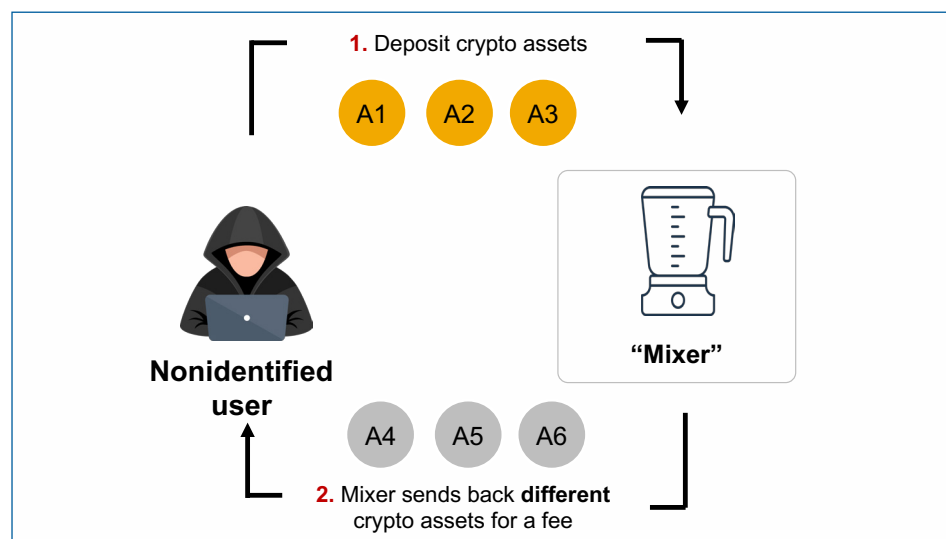 1. Deposit crypto assets
A1 A2 A3
“Mixer”
Nonidentified
user
A4 A5 A6
2. Mixer sends back different
crypto assets for a fee